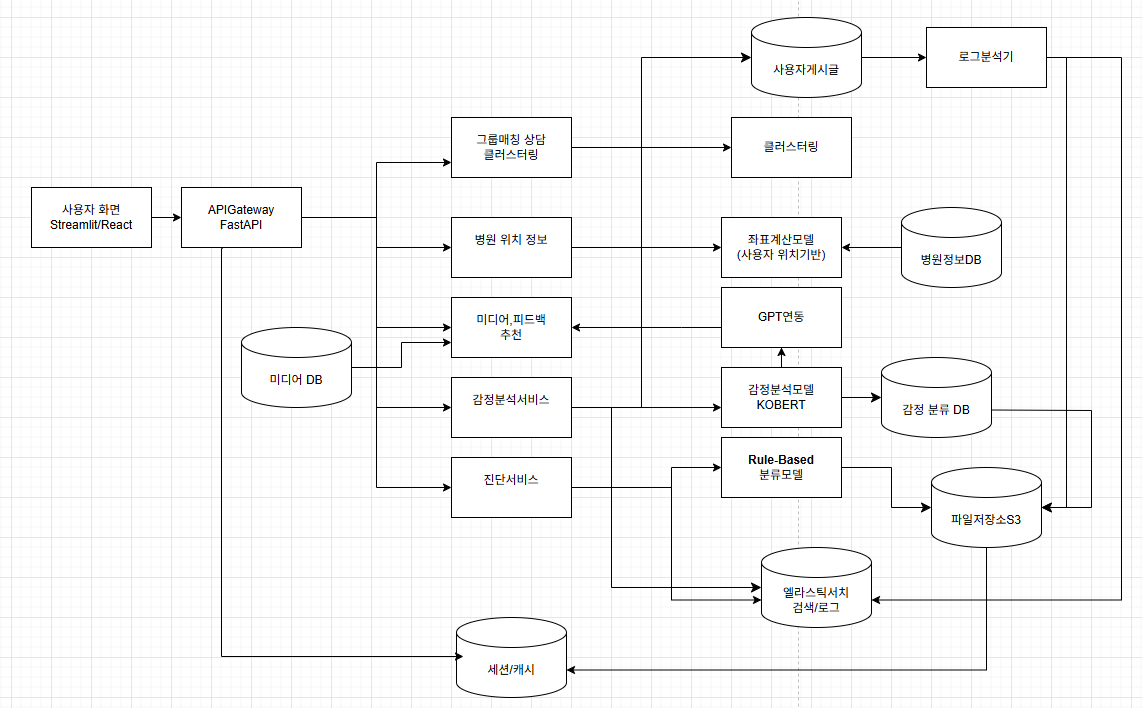 사용자게시글
로그분석기
그룹매칭 상담
클러스터링
클러스터링
사용자 화면
Streamlit/React
APIGateway
FastAPI
병원 위치 정보
좌표계산모델
(사용자 위치기반)
병원정보DB
미디어,피드백
추천
GPT연동
미디어 DB
감정분석서비스
감정분석모델
KOBERT
감정 분류 DB
진단서비스
Rule-Based
분류모델
파일저장소S3
엘라스틱서치
검색/로그
세션/캐시